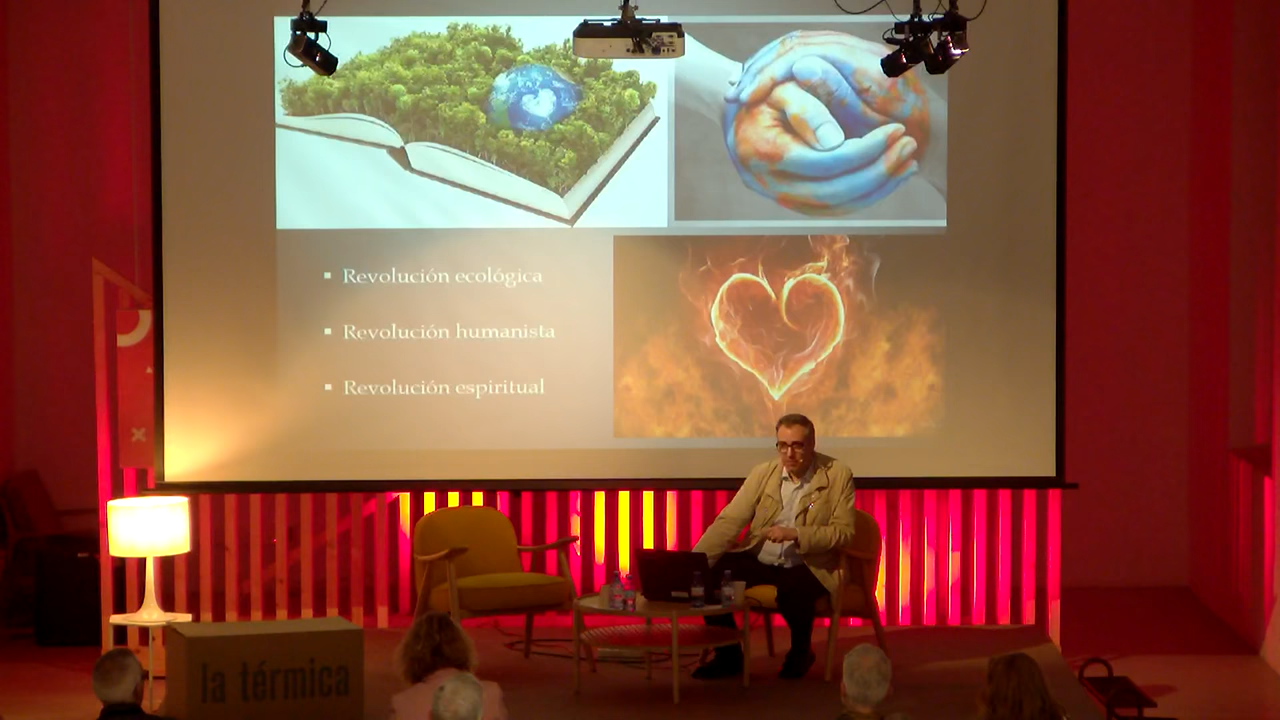 Revolución ecológica
Revolución humanista
Revolución espiritual
la térmica